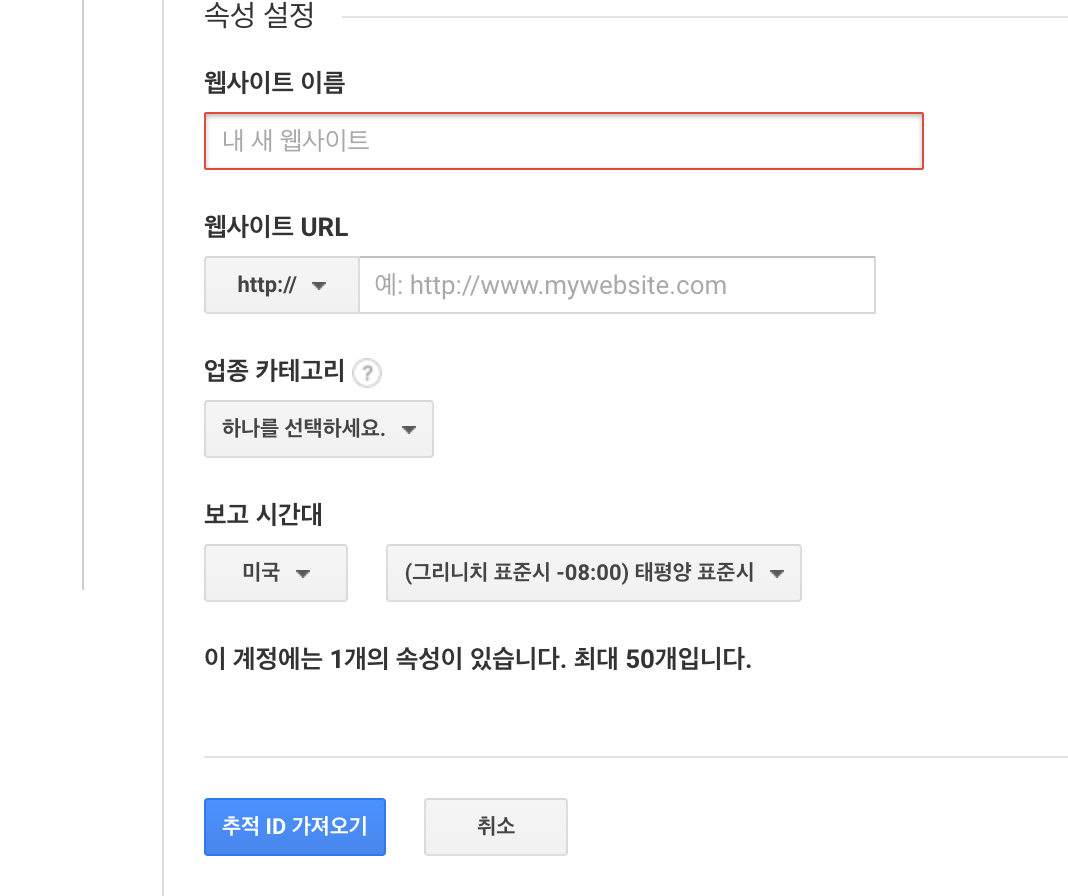 속성 설정
웹사이트 이름
내 새 웹사이트
웹사이트 URL
http:// 예: http://www.mywebsite.com
업종 카테고리 ?
하나를 선택하세요.
보고 시간대
미국 (그리니치 표준시 -08:00) 태평양 표준시
이 계정에는 1개의 속성이 있습니다. 최대 50개입니다.
추적 ID 가져오기 취소